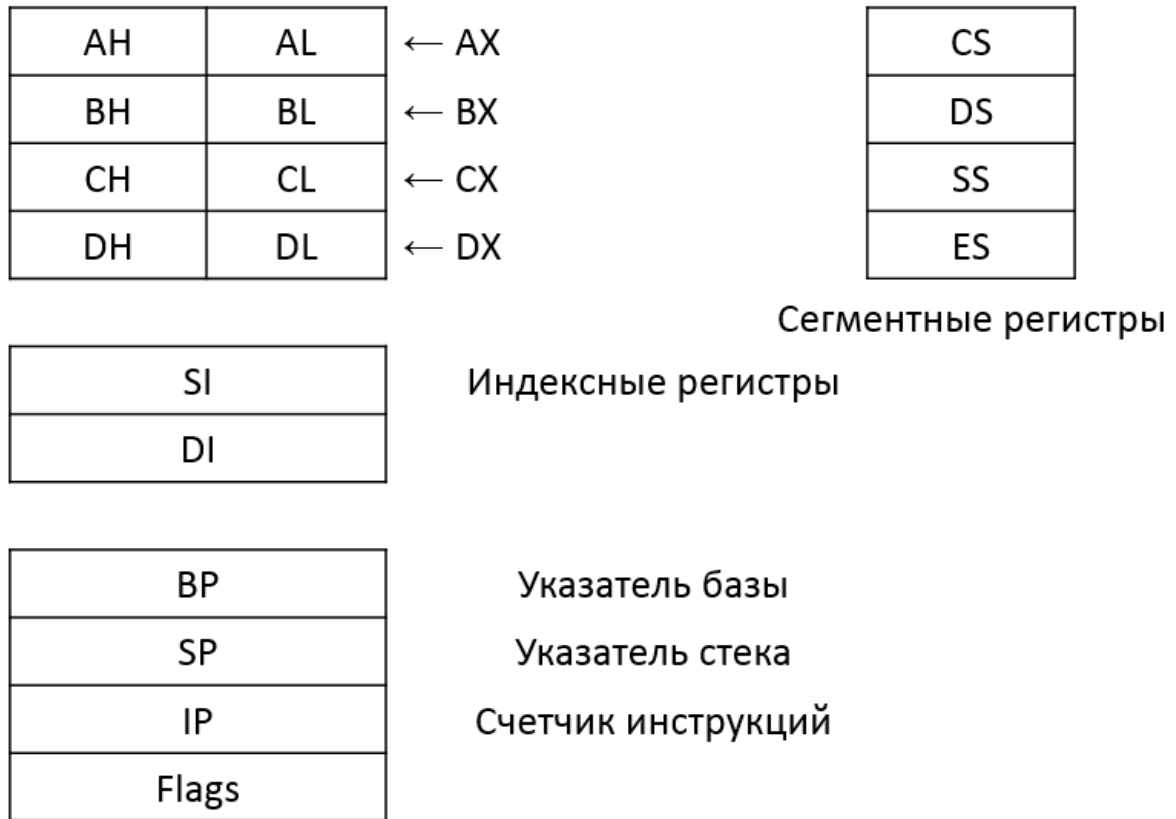 AH AL ← AX CS
BH BL ← BX DS
CH CL ← CX SS
DH DL ← DX ES
Сегментные регистры
SI Индексные регистры
DI
BP Указатель базы
SP Указатель стека
IP Счетчик инструкций
Flags